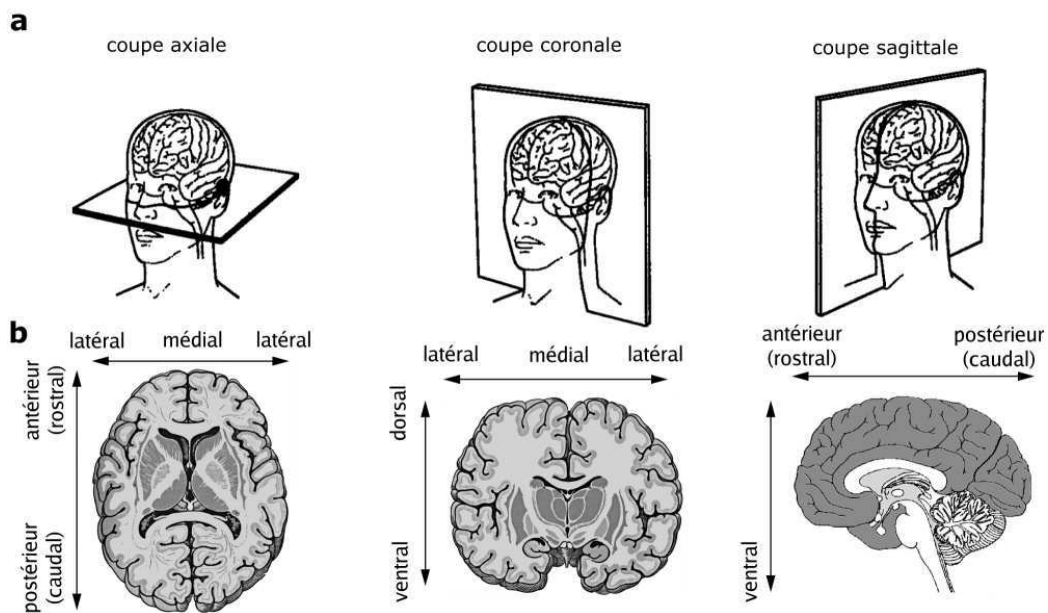 a
coupe axiale
coupe coronale
coupe sagittale
b
latéral médial latéral
antérieur
(rostral)
postérieur
(caudal)
latéral médial latéral
dorsal
ventral
antérieur
(rostral)
postérieur
(caudal)
dorsal
ventral